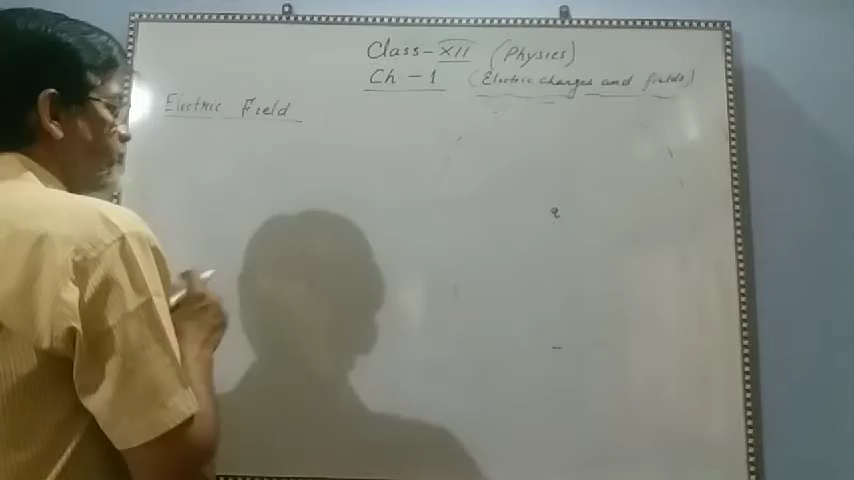 Class - XII (Physics)
Ch - 1 (Electric charges and fields)
Electric Field